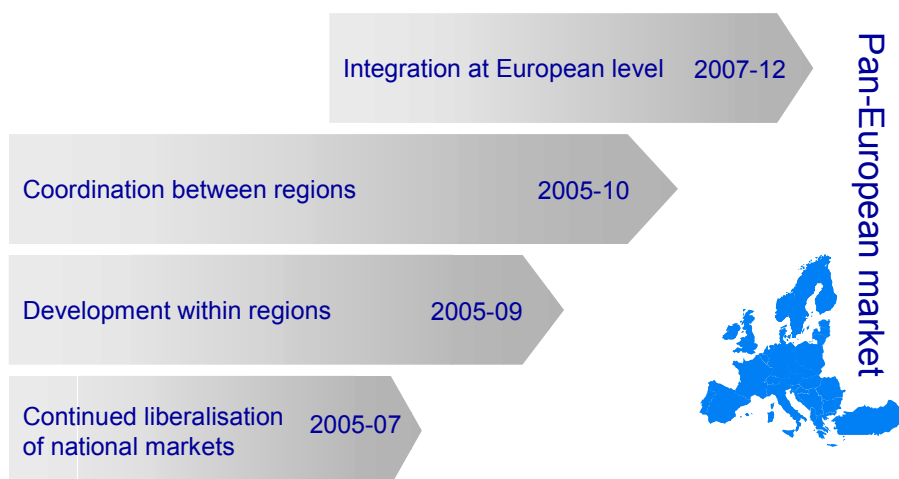 Integration at European level 2007-12
Coordination between regions 2005-10
Development within regions 2005-09
Continued liberalisation
of national markets 2005-07
Pan-European market